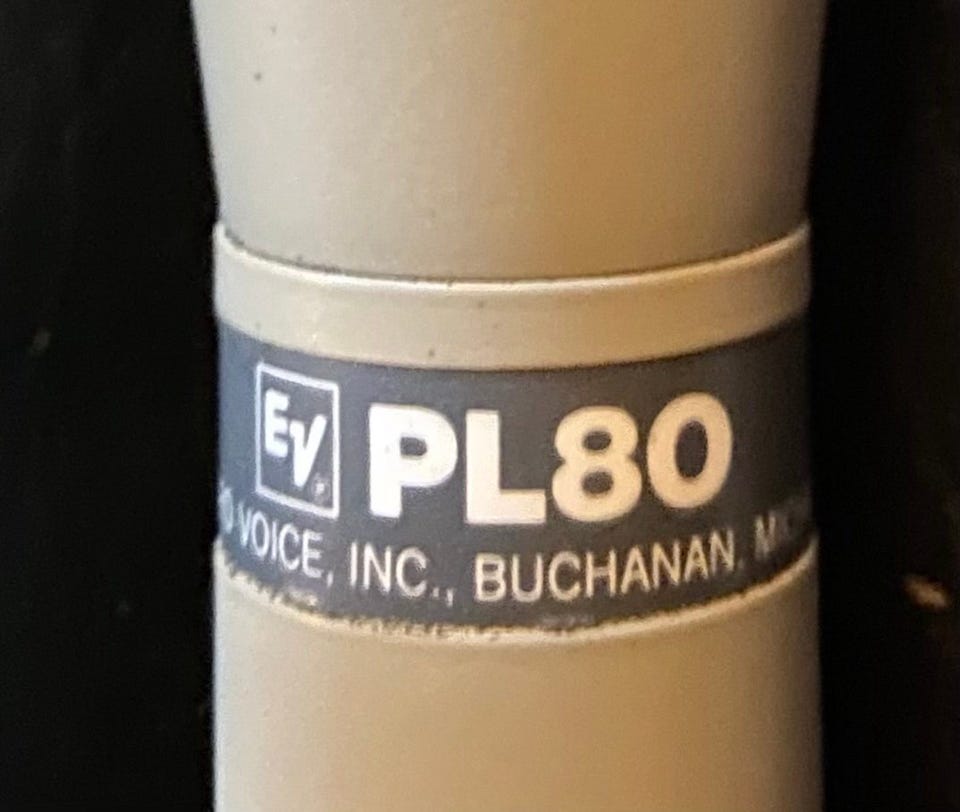 EV PL80
VOICE, INC., BUCHANAN,